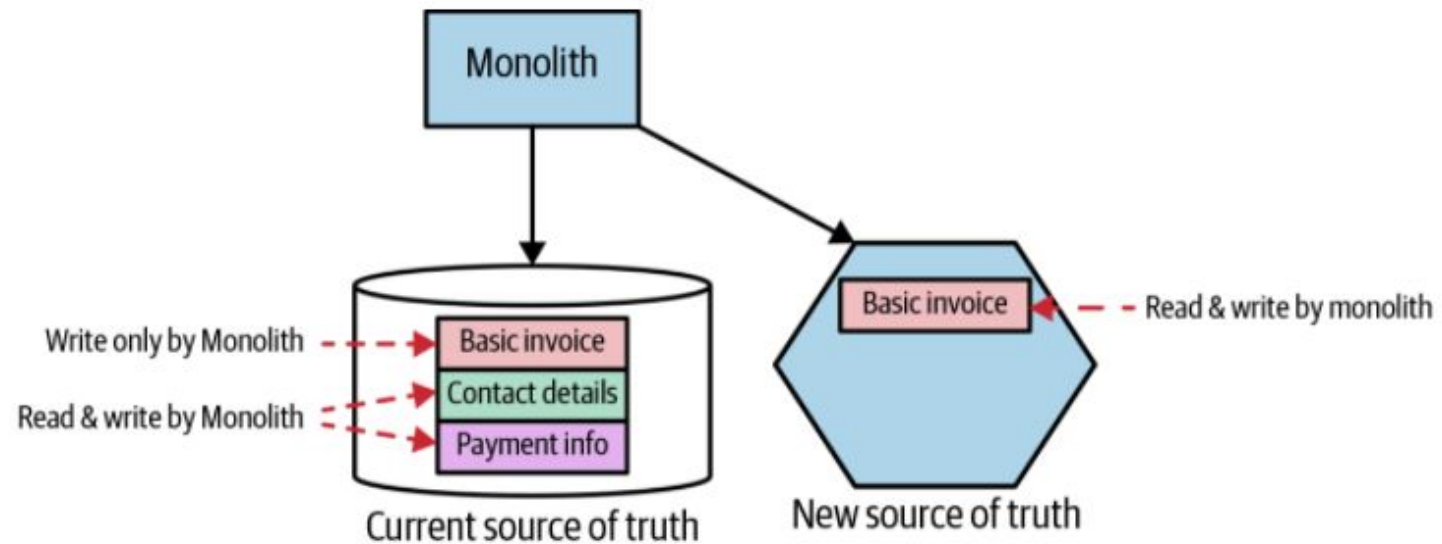 Monolith
Basic invoice
Read & write by monolith
Write only by Monolith
Basic invoice
Contact details
Read & write by Monolith
Payment info
Current source of truth
New source of truth